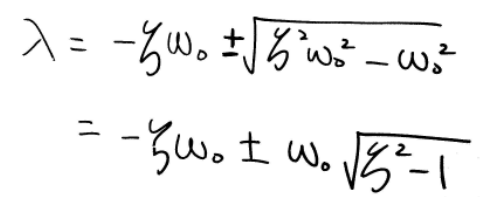 λ = -ζω₀ ± √(ζ²ω₀² - ω₀²)
= -ζω₀ ± ω₀ √(ζ² - 1)